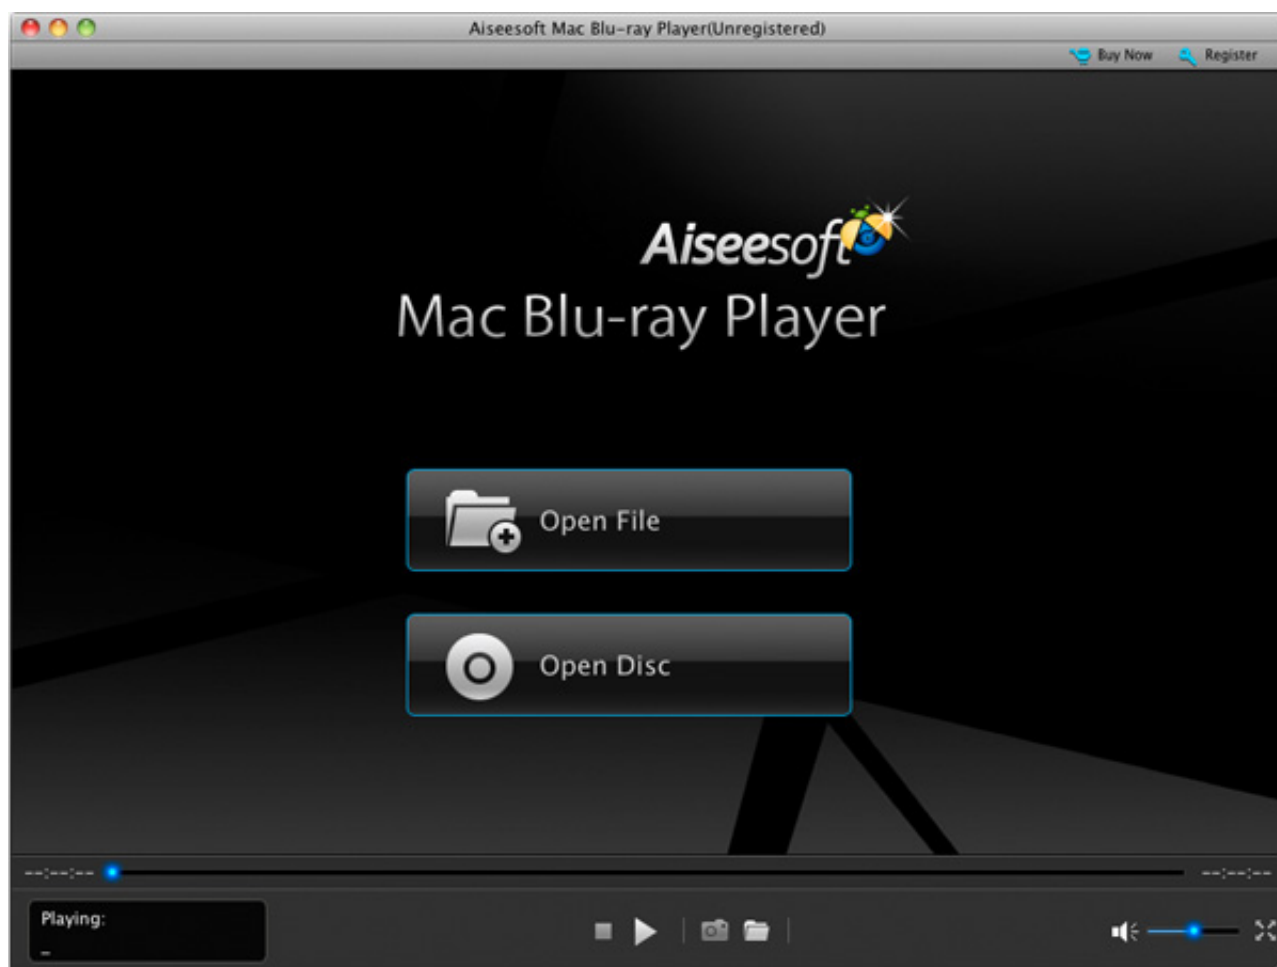 Aiseesoft Mac Blu-ray Player(Unregistered)
Buy Now Register
Aiseesoft
Mac Blu-ray Player
Open File
Open Disc
--:--:-- --:--:--
Playing:
_